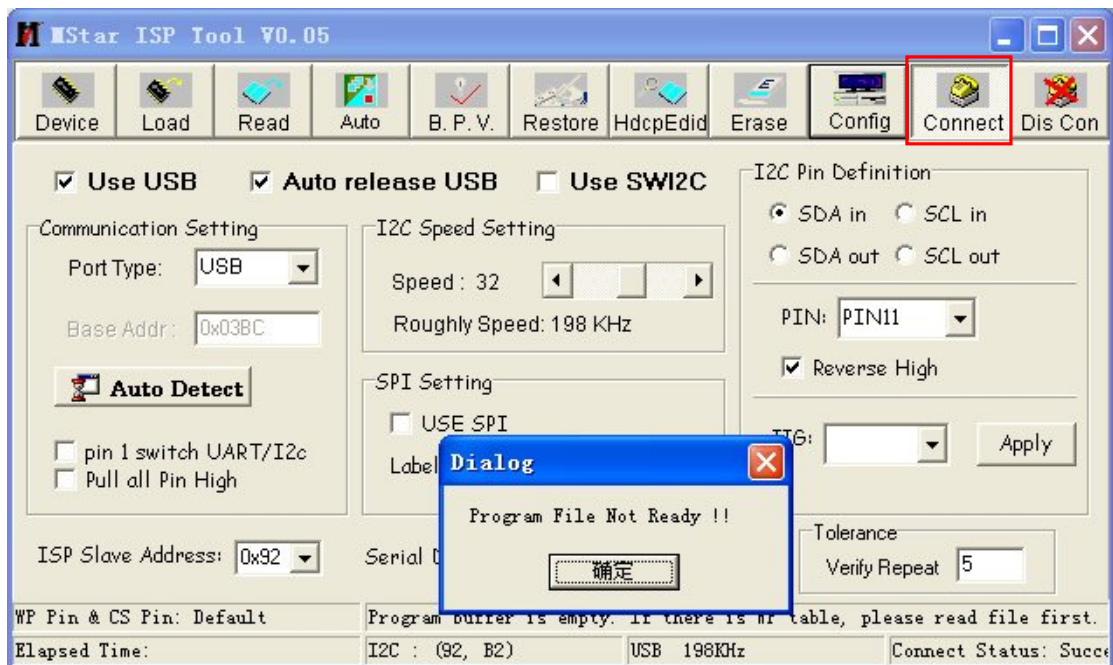 MStar ISP Tool V0.05
Device Load Read Auto B.P.V. Restore HdcpEdid Erase Config Connect Dis Con
Use USB Auto release USB Use SWI2C
I2C Pin Definition
SDA in SCL in
SDA out SCL out
PIN: PIN11
Reverse High
Apply
Communication Setting
Port Type: USB
Base Addr: 0x03BC
Auto Detect
pin 1 switch UART/I2c
Pull all Pin High
I2C Speed Setting
Speed : 32
Roughly Speed: 198 KHz
SPI Setting
USE SPI
Label
Dialog
Program File Not Ready !!
确定
ISP Slave Address: 0x92
Serial
Tolerance
Verify Repeat 5
WP Pin & CS Pin: Default
Program buffer is empty. If there is wr table, please read file first.
Elapsed Time:
I2C : (92, B2)
USB 198KHz
Connect Status: Succe